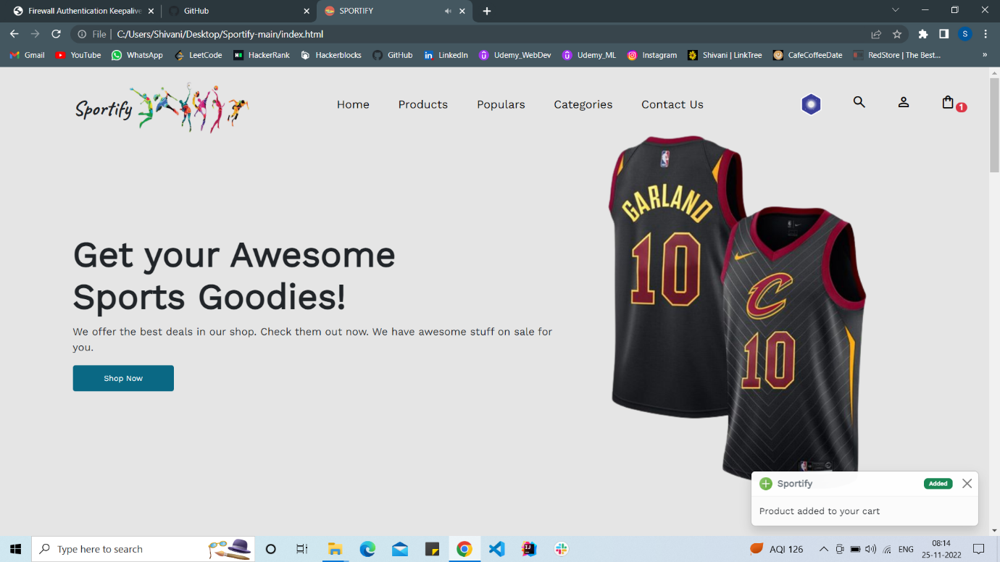 Firewall Authentication Keepalive
GitHub
SPORTIFY
File
C:/Users/Shivani/Desktop/Sportify-main/index.html
S
Gmail
YouTube
WhatsApp
LeetCode
HackerRank
Hackerblocks
GitHub
LinkedIn
Udemy_WebDev
Udemy_ML
Instagram
Shivani | LinkTree
CafeCoffeeDate
RedStore | The Best...
»
Sportify
Home
Products
Populars
Categories
Contact Us
1
GARLAND
10
C
10
Get your Awesome
Sports Goodies!
We offer the best deals in our shop. Check them out now. We have awesome stuff on sale for
you.
Shop Now
Sportify
Added
Product added to your cart
Type here to search
AQI 126
ENG
08:14
25-11-2022